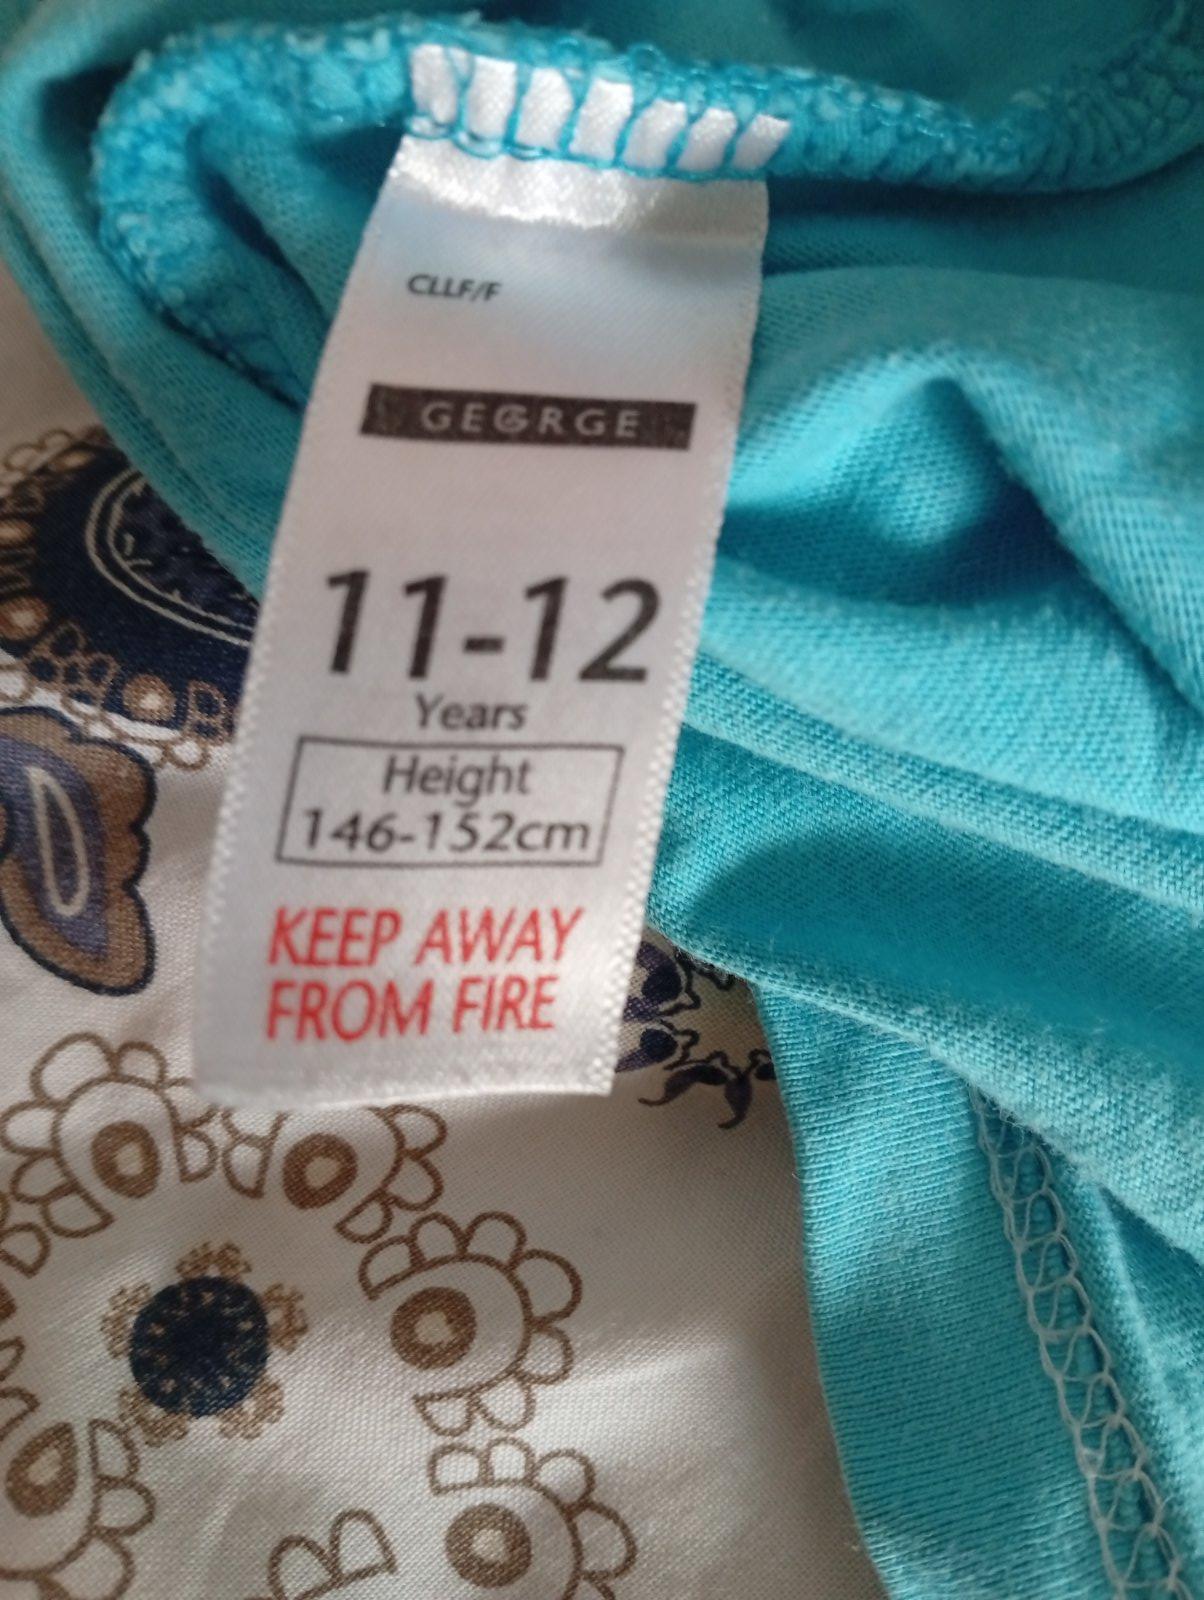 CLLF/F
GEORGE
11-12
Years
Height
146-152cm
KEEP AWAY
FROM FIRE